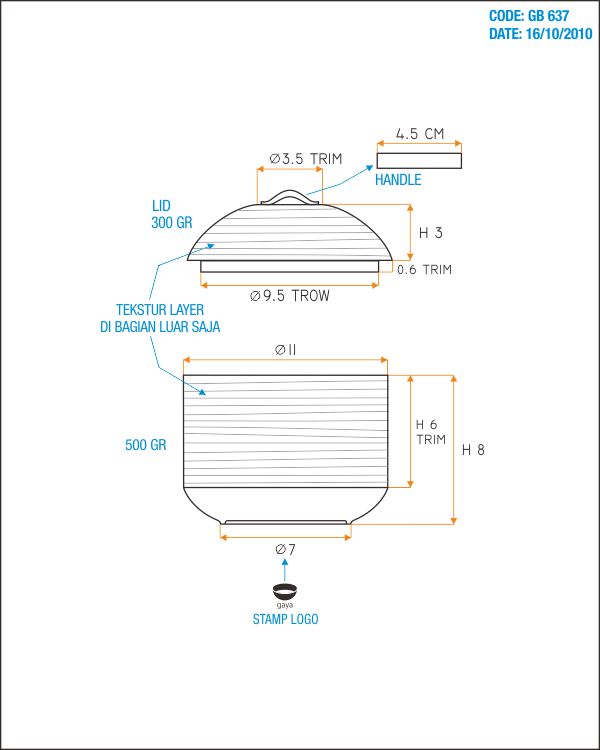 CODE: GB 637
DATE: 16/10/2010
4.5 CM
Ø3.5 TRIM
HANDLE
LID
300 GR
H 3
0.6 TRIM
Ø9.5 TROW
TEKSTUR LAYER
DI BAGIAN LUAR SAJA
Ø11
H 6
TRIM
H 8
500 GR
Ø7
gaya
STAMP LOGO